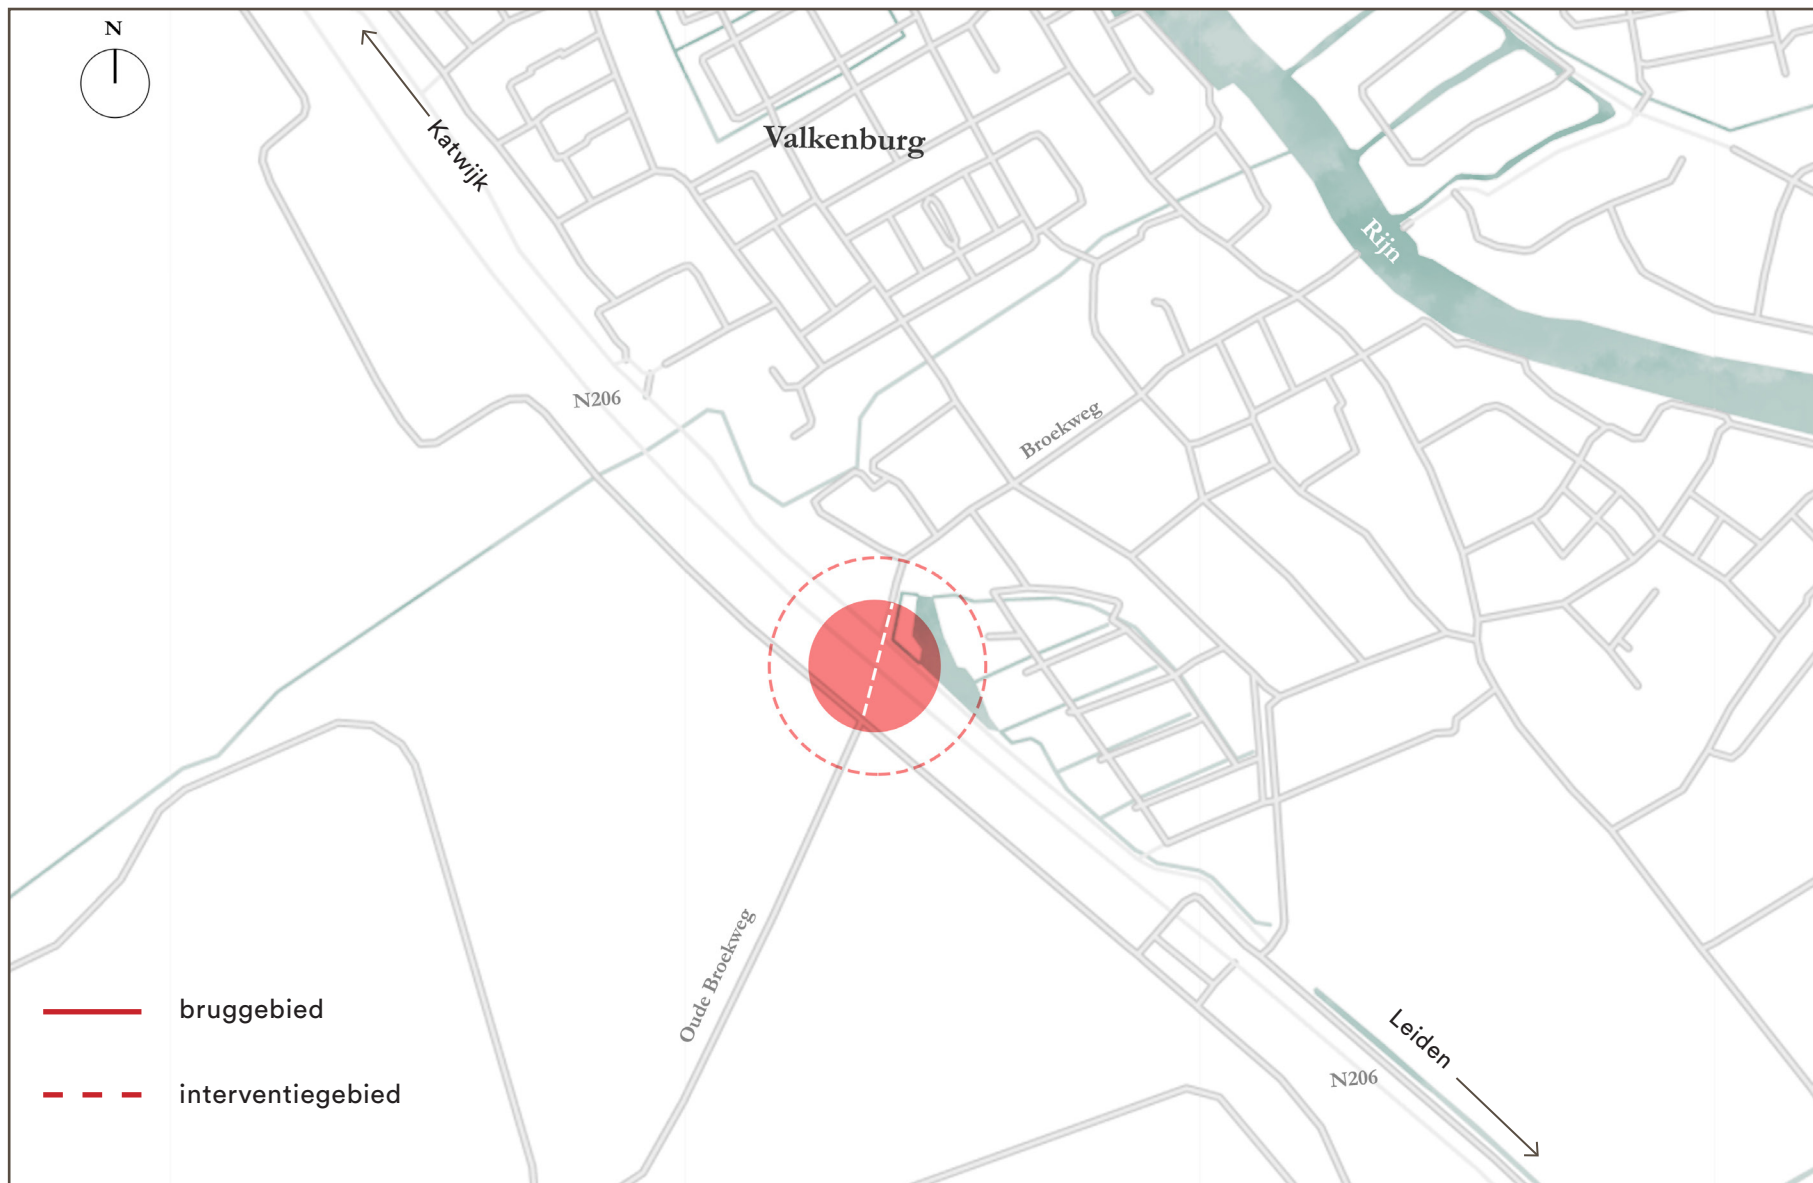 N
Katwijk
Valkenburg
Rijn
N206
Broekweg
Oude Broekweg
bruggebied
Leiden
N206
interventiegebied